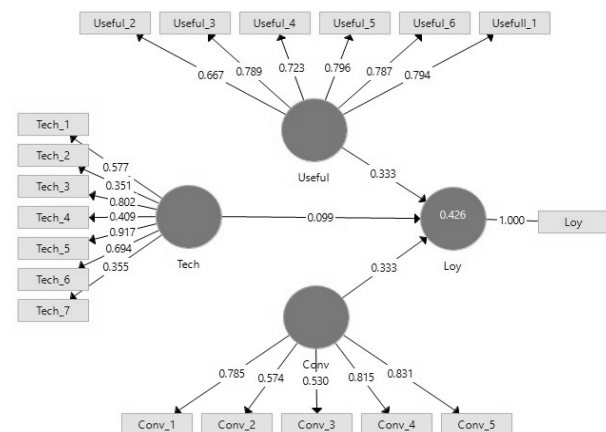 Useful_2 Useful_3 Useful_4 Useful_5 Useful_6 Usefull_1
0.667 0.789 0.723 0.796 0.787 0.794
Useful
Tech_1
Tech_2
Tech_3
Tech_4
Tech_5
Tech_6
Tech_7
0.577
0.351
0.802
0.409
0.917
0.694
0.355
Tech
0.333
0.099
0.333
0.426
Loy
1.000
Loy
Conv
0.785 0.574 0.530 0.815 0.831
Conv_1 Conv_2 Conv_3 Conv_4 Conv_5